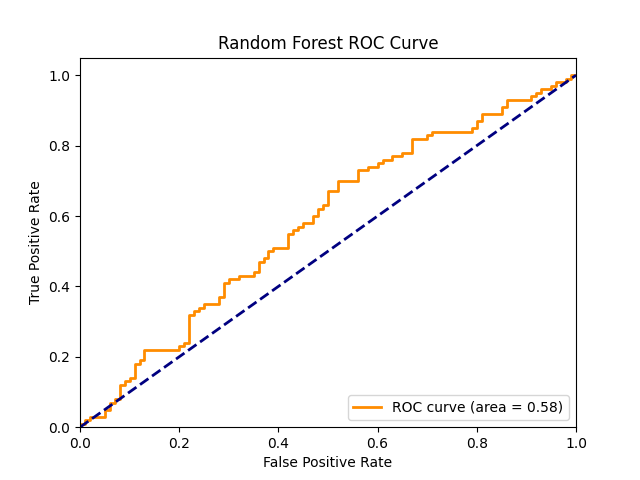 Random Forest ROC Curve
True Positive Rate
1.0
0.8
0.6
0.4
0.2
0.0
ROC curve (area = 0.58)
0.0 0.2 0.4 0.6 0.8 1.0
False Positive Rate